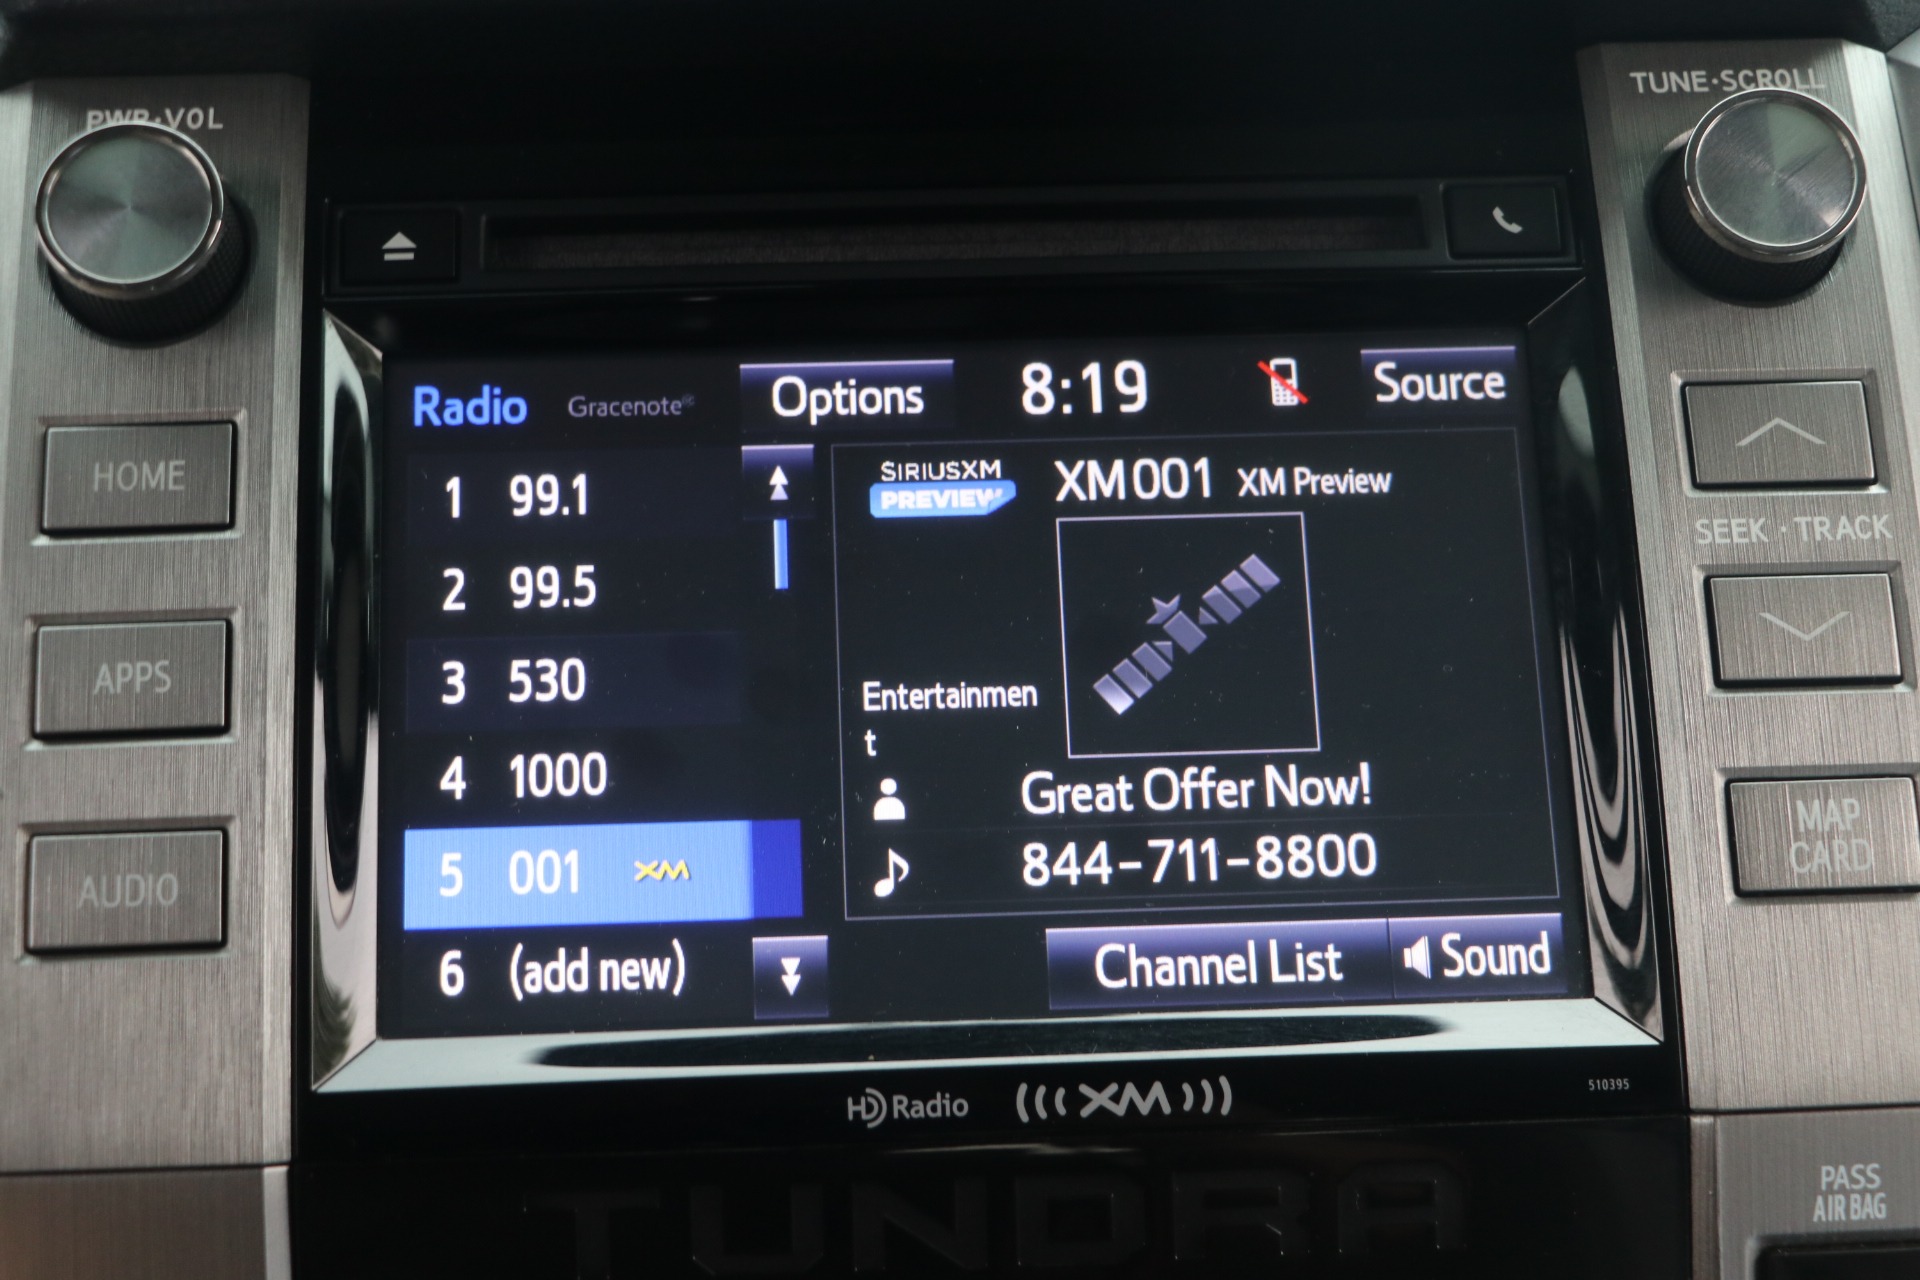 PWR·VOL
TUNE·SCROLL
HOME
APPS
AUDIO
Radio Gracenote Options 8:19 Source
1 99.1
2 99.5
3 530
4 1000
5 001 XM
6 (add new)
SIRIUSXM
PREVIEW
XM001 XM Preview
Entertainmen
t
Great Offer Now!
844-711-8800
Channel List Sound
SEEK · TRACK
MAP
CARD
HD Radio (((XM)))
510395
TUNDRA
PASS
AIR BAG